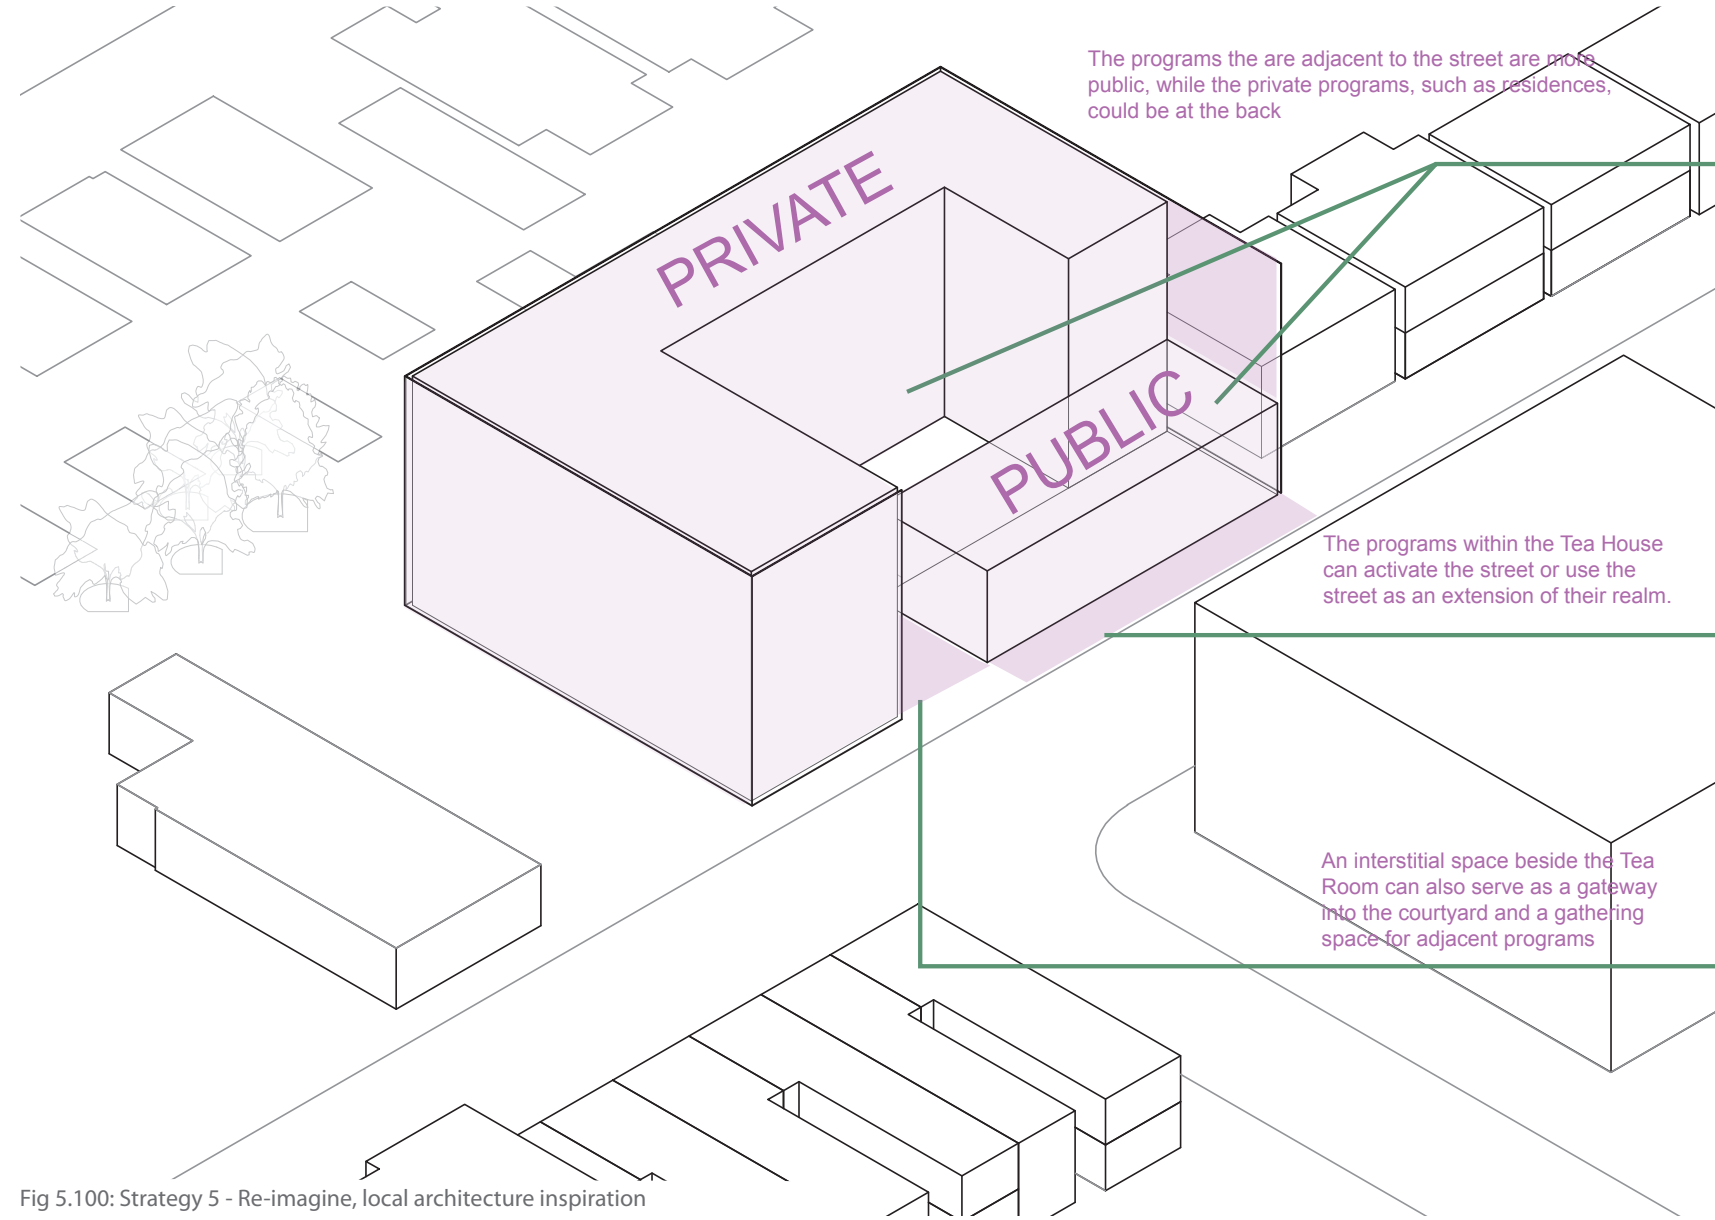 The programs the are adjacent to the street are more
public, while the private programs, such as residences,
could be at the back
PRIVATE
PUBLIC
The programs within the Tea House
can activate the street or use the
street as an extension of their realm.
An interstitial space beside the Tea
Room can also serve as a gateway
into the courtyard and a gathering
space for adjacent programs
Fig 5.100: Strategy 5 - Re-imagine, local architecture inspiration